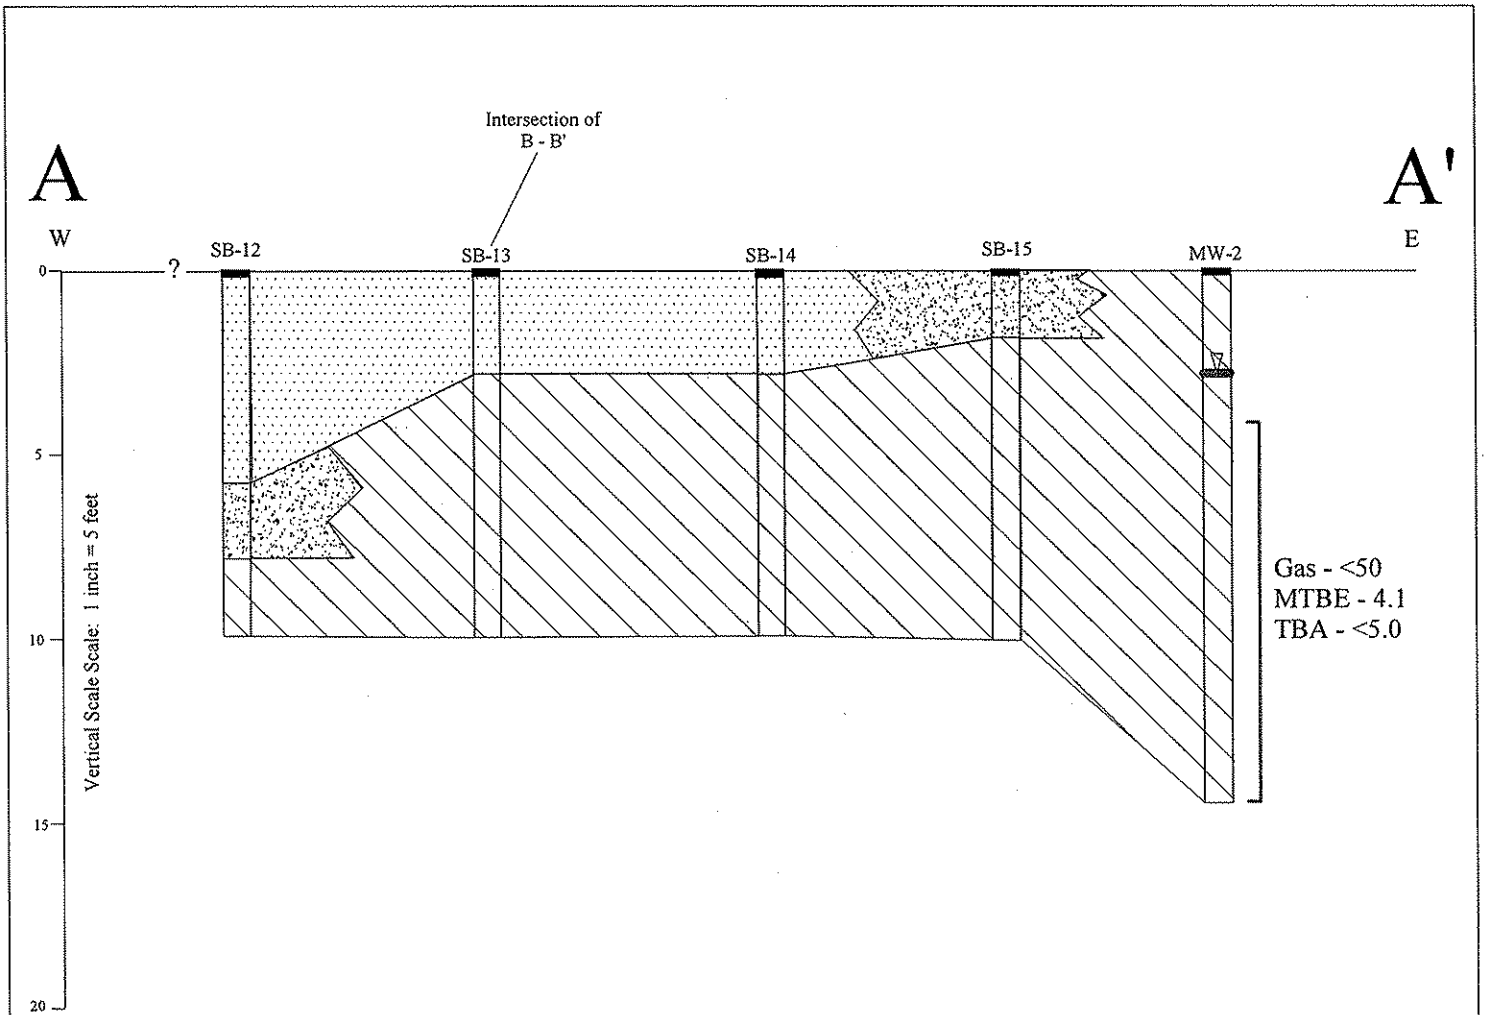 Intersection of
B - B'
A
A'
W
E
SB-12
SB-13
SB-14
SB-15
MW-2
0
?
5
10
15
20
Vertical Scale Scale: 1 inch = 5 feet
Gas - <50
MTBE - 4.1
TBA - <5.0